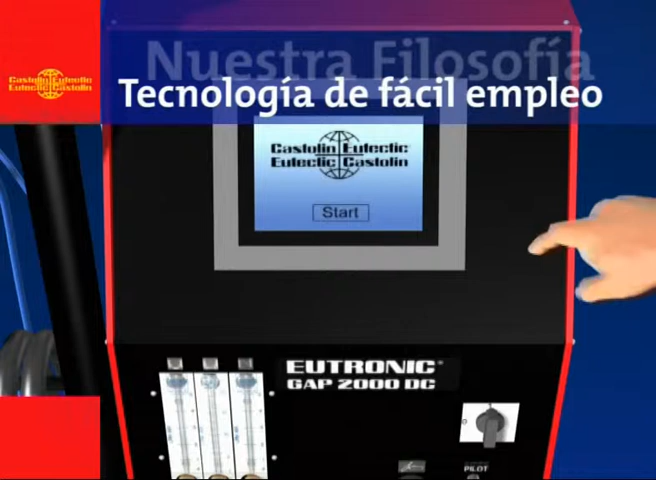 Nuestra Filosofía
Tecnología de fácil empleo
Castolin Eutectic
Eutectic Castolin
Castolin Eutectic
Eutectic Castolin
Start
EUTRONIC®
GAP 2000 DC
PILOT